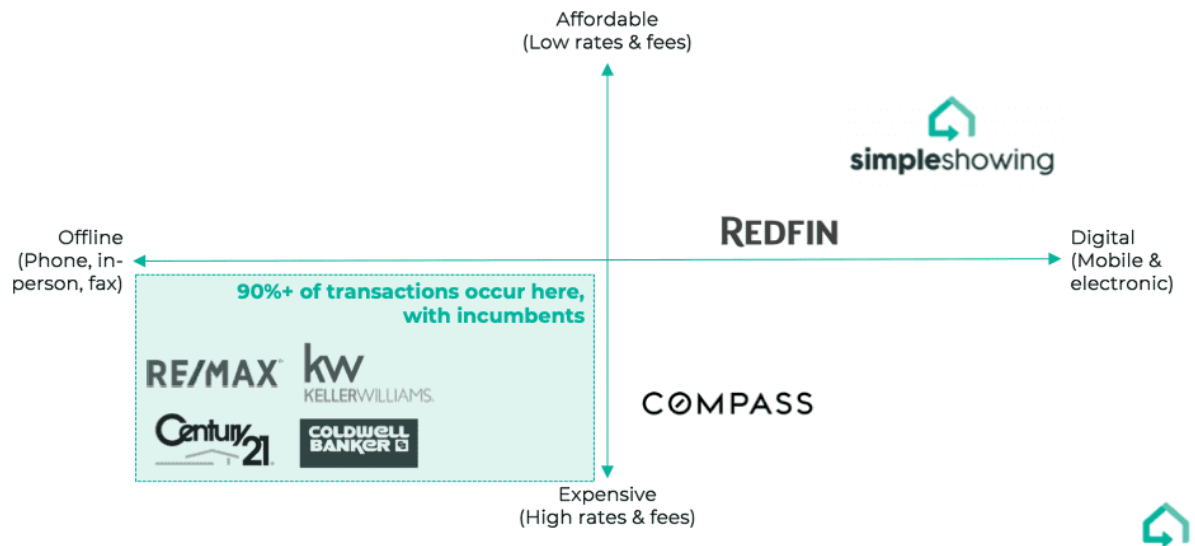 Affordable
(Low rates & fees)
simpleshowing
REDFIN
Offline
(Phone, in-
person, fax)
Digital
(Mobile &
electronic)
90%+ of transactions occur here,
with incumbents
RE/MAX
kw
KELLERWILLIAMS.
Century 21
COLDWELL
BANKER
COMPASS
Expensive
(High rates & fees)